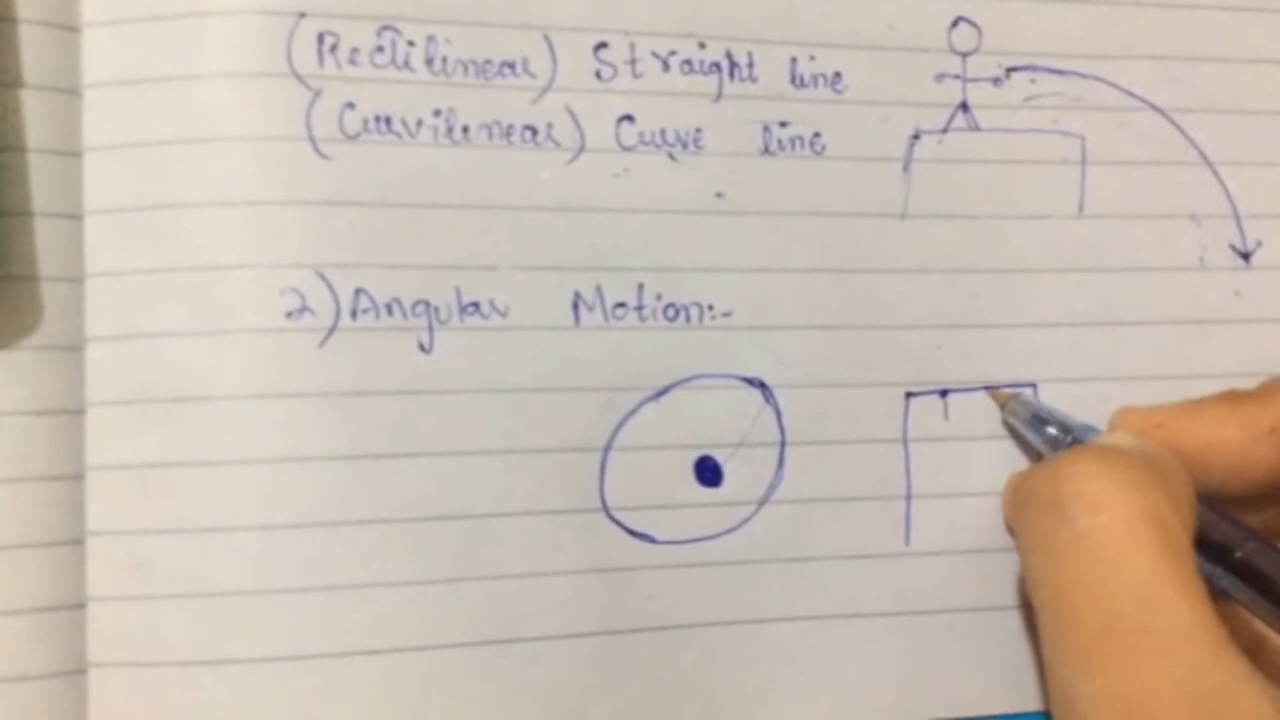 (Rectilinear) Straight line
(Curvilinear) Curve line
2) Angular Motion:-